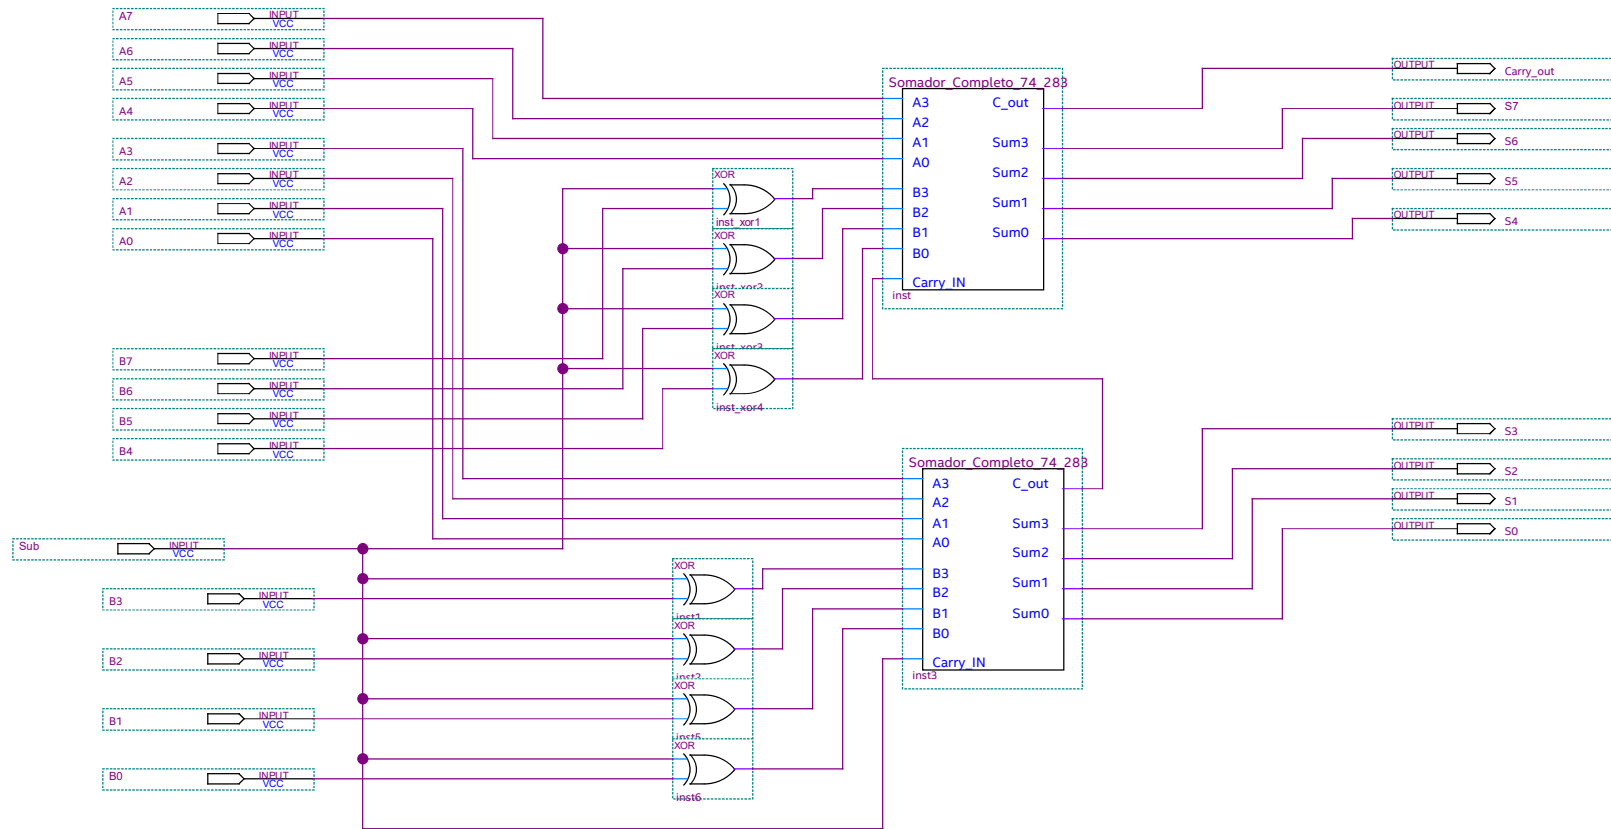 A7 INPUT VCC
A6 INPUT VCC
A5 INPUT VCC
A4 INPUT VCC
A3 INPUT VCC
A2 INPUT VCC
A1 INPUT VCC
A0 INPUT VCC
B7 INPUT VCC
B6 INPUT VCC
B5 INPUT VCC
B4 INPUT VCC
Sub INPUT VCC
B3 INPUT VCC
B2 INPUT VCC
B1 INPUT VCC
B0 INPUT VCC
XOR
inst_xor1
XOR
inst_xor2
XOR
inst_xor3
XOR
inst_xor4
XOR
inst1
XOR
inst2
XOR
inst5
XOR
inst6
Somador_Completo_74_283
A3 C_out
A2
A1 Sum3
A0 Sum2
B3
B2 Sum1
B1 Sum0
B0
Carry_IN
inst
Somador_Completo_74_283
A3 C_out
A2
A1 Sum3
A0 Sum2
B3 Sum1
B2
B1 Sum0
B0
Carry_IN
inst3
OUTPUT Carry_out
OUTPUT S7
OUTPUT S6
OUTPUT S5
OUTPUT S4
OUTPUT S3
OUTPUT S2
OUTPUT S1
OUTPUT S0